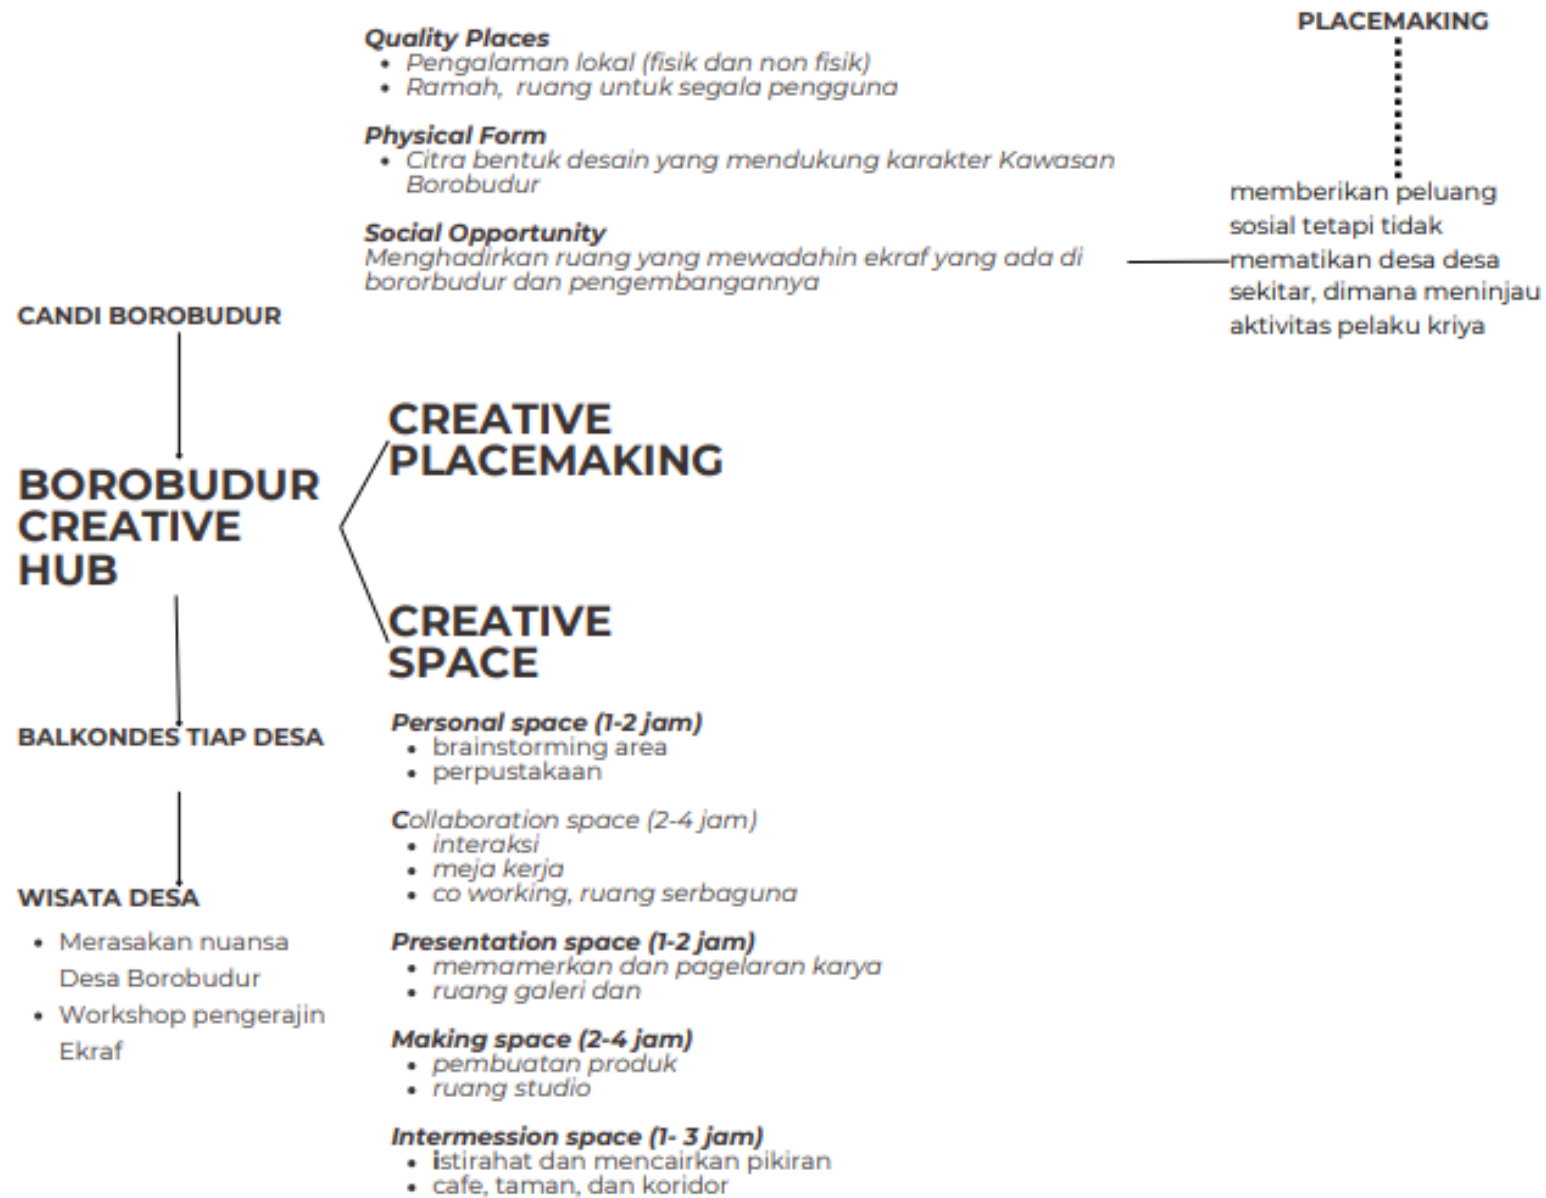 PLACEMAKING
Quality Places
• Pengalaman lokal (fisik dan non fisik)
• Ramah, ruang untuk segala pengguna
Physical Form
• Citra bentuk desain yang mendukung karakter Kawasan
Borobudur
Social Opportunity
Menghadirkan ruang yang mewadahin ekraf yang ada di
bororbudur dan pengembangannya
memberikan peluang
sosial tetapi tidak
mematikan desa desa
sekitar, dimana meninjau
aktivitas pelaku kriya
CANDI BOROBUDUR
BOROBUDUR
CREATIVE
HUB
BALKONDES TIAP DESA
WISATA DESA
• Merasakan nuansa
Desa Borobudur
• Workshop pengerajin
Ekraf
CREATIVE
PLACEMAKING
CREATIVE
SPACE
Personal space (1-2 jam)
• brainstorming area
• perpustakaan
Collaboration space (2-4 jam)
• interaksi
• meja kerja
• co working, ruang serbaguna
Presentation space (1-2 jam)
• memamerkan dan pagelaran karya
• ruang galeri dan
Making space (2-4 jam)
• pembuatan produk
• ruang studio
Intermession space (1- 3 jam)
• istirahat dan mencairkan pikiran
• cafe, taman, dan koridor